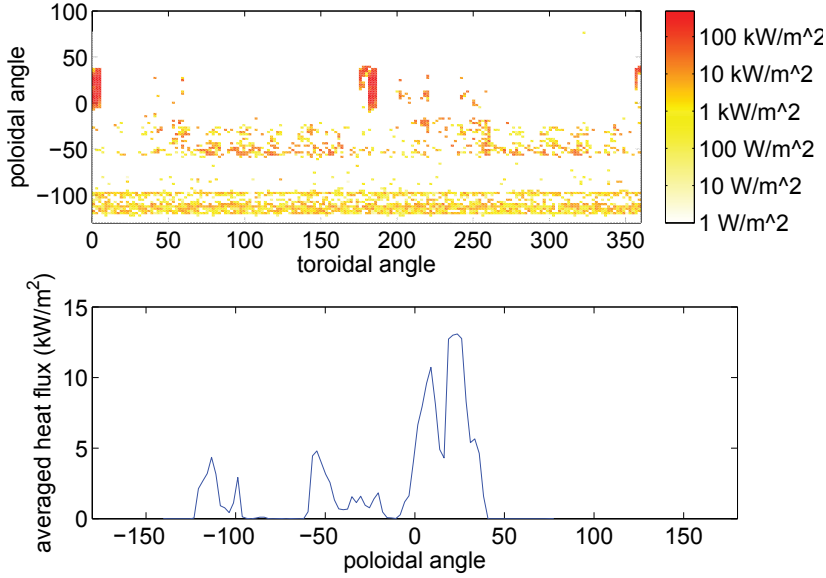 100
50
0
−50
−100
poloidal angle
0 50 100 150 200 250 300 350
toroidal angle
100 kW/m^2
10 kW/m^2
1 kW/m^2
100 W/m^2
10 W/m^2
1 W/m^2
15
10
5
0
averaged heat flux (kW/m²)
−150 −100 −50 0 50 100 150
poloidal angle